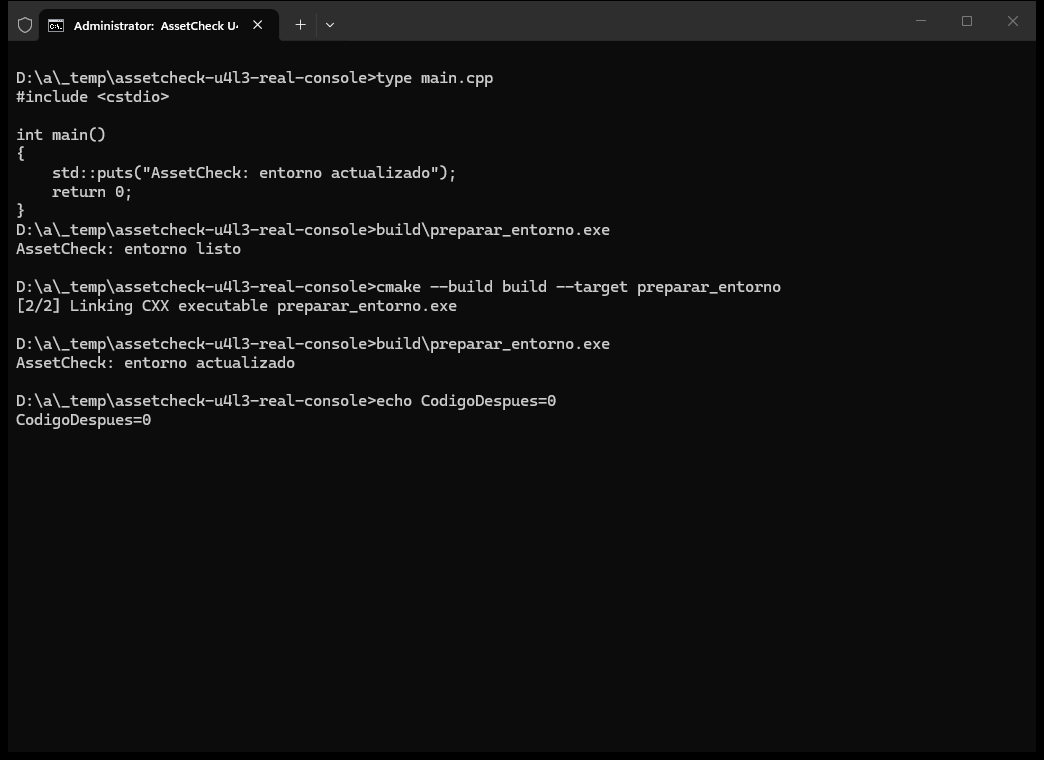 Administrator: AssetCheck U4
D:\a\_temp\assetcheck-u4l3-real-console>type main.cpp
#include <cstdio>
int main()
{
    std::puts("AssetCheck: entorno actualizado");
    return 0;
}
D:\a\_temp\assetcheck-u4l3-real-console>build\preparar_entorno.exe
AssetCheck: entorno listo
D:\a\_temp\assetcheck-u4l3-real-console>cmake --build build --target preparar_entorno
[2/2] Linking CXX executable preparar_entorno.exe
D:\a\_temp\assetcheck-u4l3-real-console>build\preparar_entorno.exe
AssetCheck: entorno actualizado
D:\a\_temp\assetcheck-u4l3-real-console>echo CodigoDespues=0
CodigoDespues=0